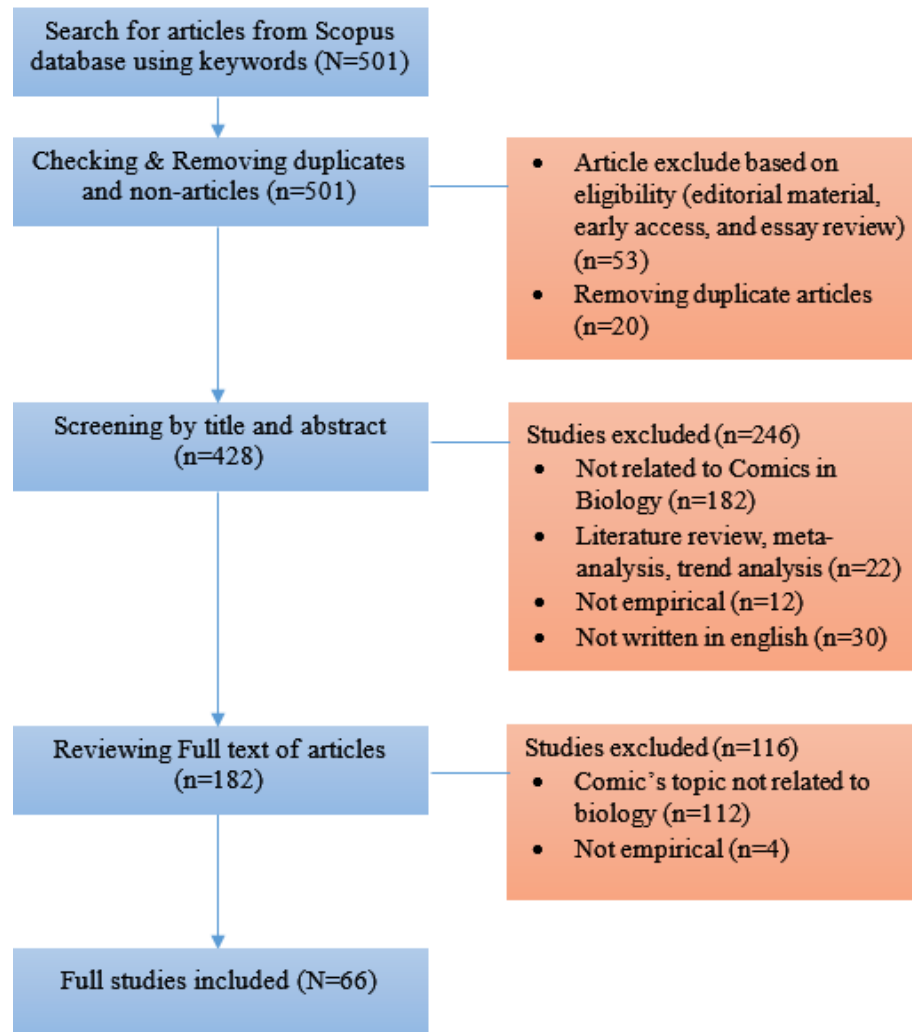 Search for articles from Scopus
database using keywords (N=501)
Checking & Removing duplicates
and non-articles (n=501)
• Article exclude based on
eligibility (editorial material,
early access, and essay review)
(n=53)
• Removing duplicate articles
(n=20)
Screening by title and abstract
(n=428)
Studies excluded (n=246)
• Not related to Comics in
Biology (n=182)
• Literature review, meta-
analysis, trend analysis (n=22)
• Not empirical (n=12)
• Not written in english (n=30)
Reviewing Full text of articles
(n=182)
Studies excluded (n=116)
• Comic’s topic not related to
biology (n=112)
• Not empirical (n=4)
Full studies included (N=66)